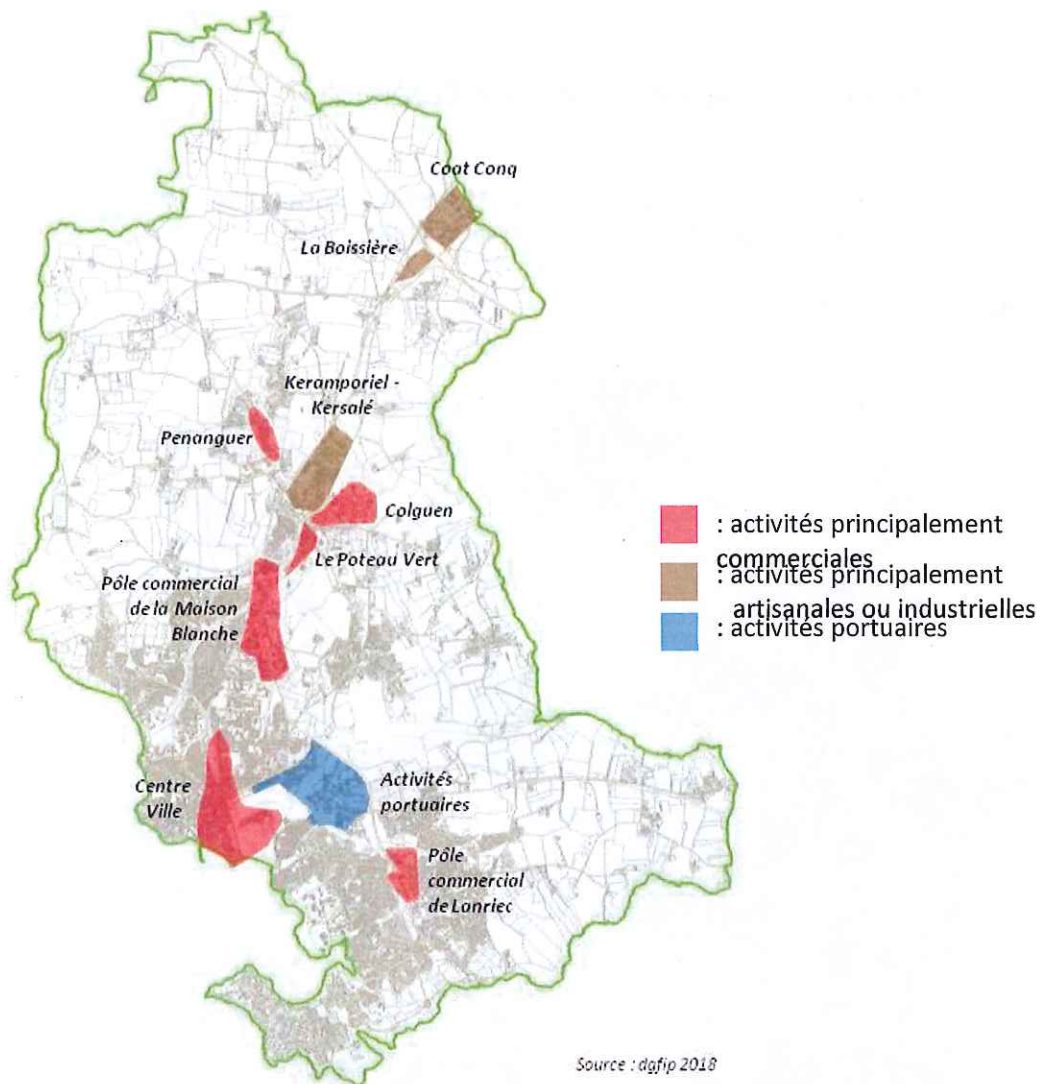 Coat Conq
La Boissière
Keramporiel -
Kersalé
Penanguer
Colguen
Le Poteau Vert
Pôle commercial
de la Maison
Blanche
: activités principalement
commerciales
: activités principalement
artisanales ou industrielles
: activités portuaires
Centre
Ville
Activités
portuaires
Pôle
commercial
de Lanriec
Source : dgfip 2018